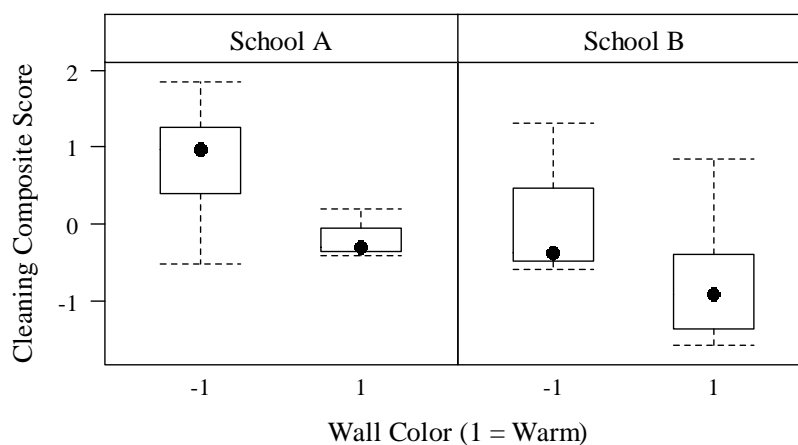 School A
School B
Cleaning Composite Score
2
1
0
-1
-1
1
-1
1
Wall Color (1 = Warm)